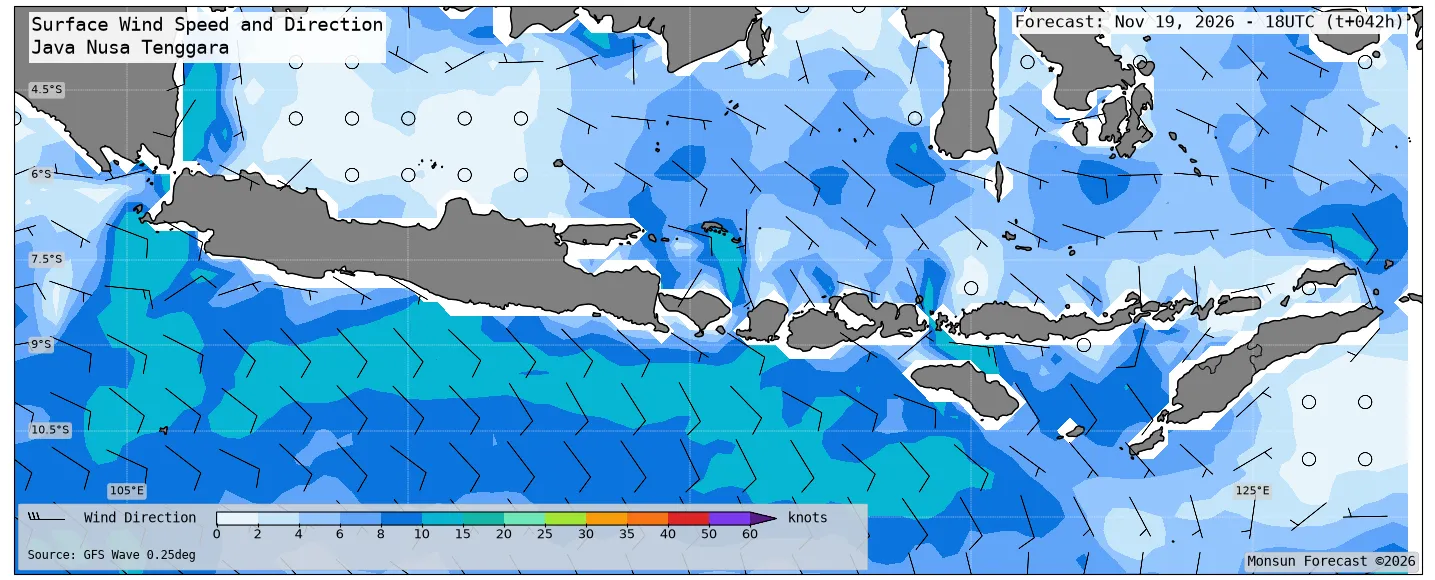 Surface Wind Speed and Direction
Java Nusa Tenggara
Forecast: Nov 19, 2026 - 18UTC (t+042h)
4.5°S
6°S
7.5°S
9°S
10.5°S
105°E
125°E
Wind Direction
0 2 4 6 8 10 15 20 25 30 35 40 50 60
knots
Source: GFS Wave 0.25deg
Monsun Forecast ©2026